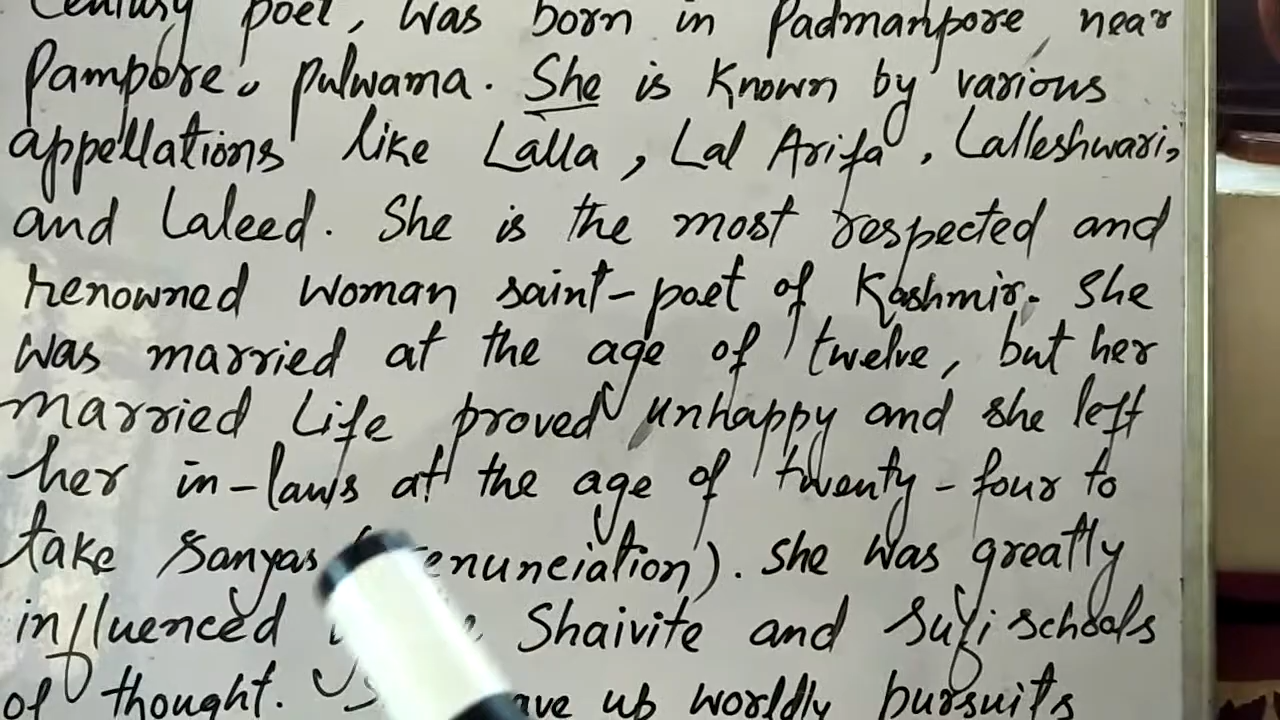 Century poet, was born in Padmanpore near
Pampore, pulwama. She is known by various
appellations like Lalla, Lal Arifa, Lalleshwari,
and Laleed. She is the most respected and
renowned woman saint-poet of Kashmir. She
was married at the age of twelve, but her
married Life proved unhappy and she left
her in-laws at the age of twenty-four to
take sanyas . She was greatly
influenced Shaivite and Sufi schools
of thought. up worldly pursuits